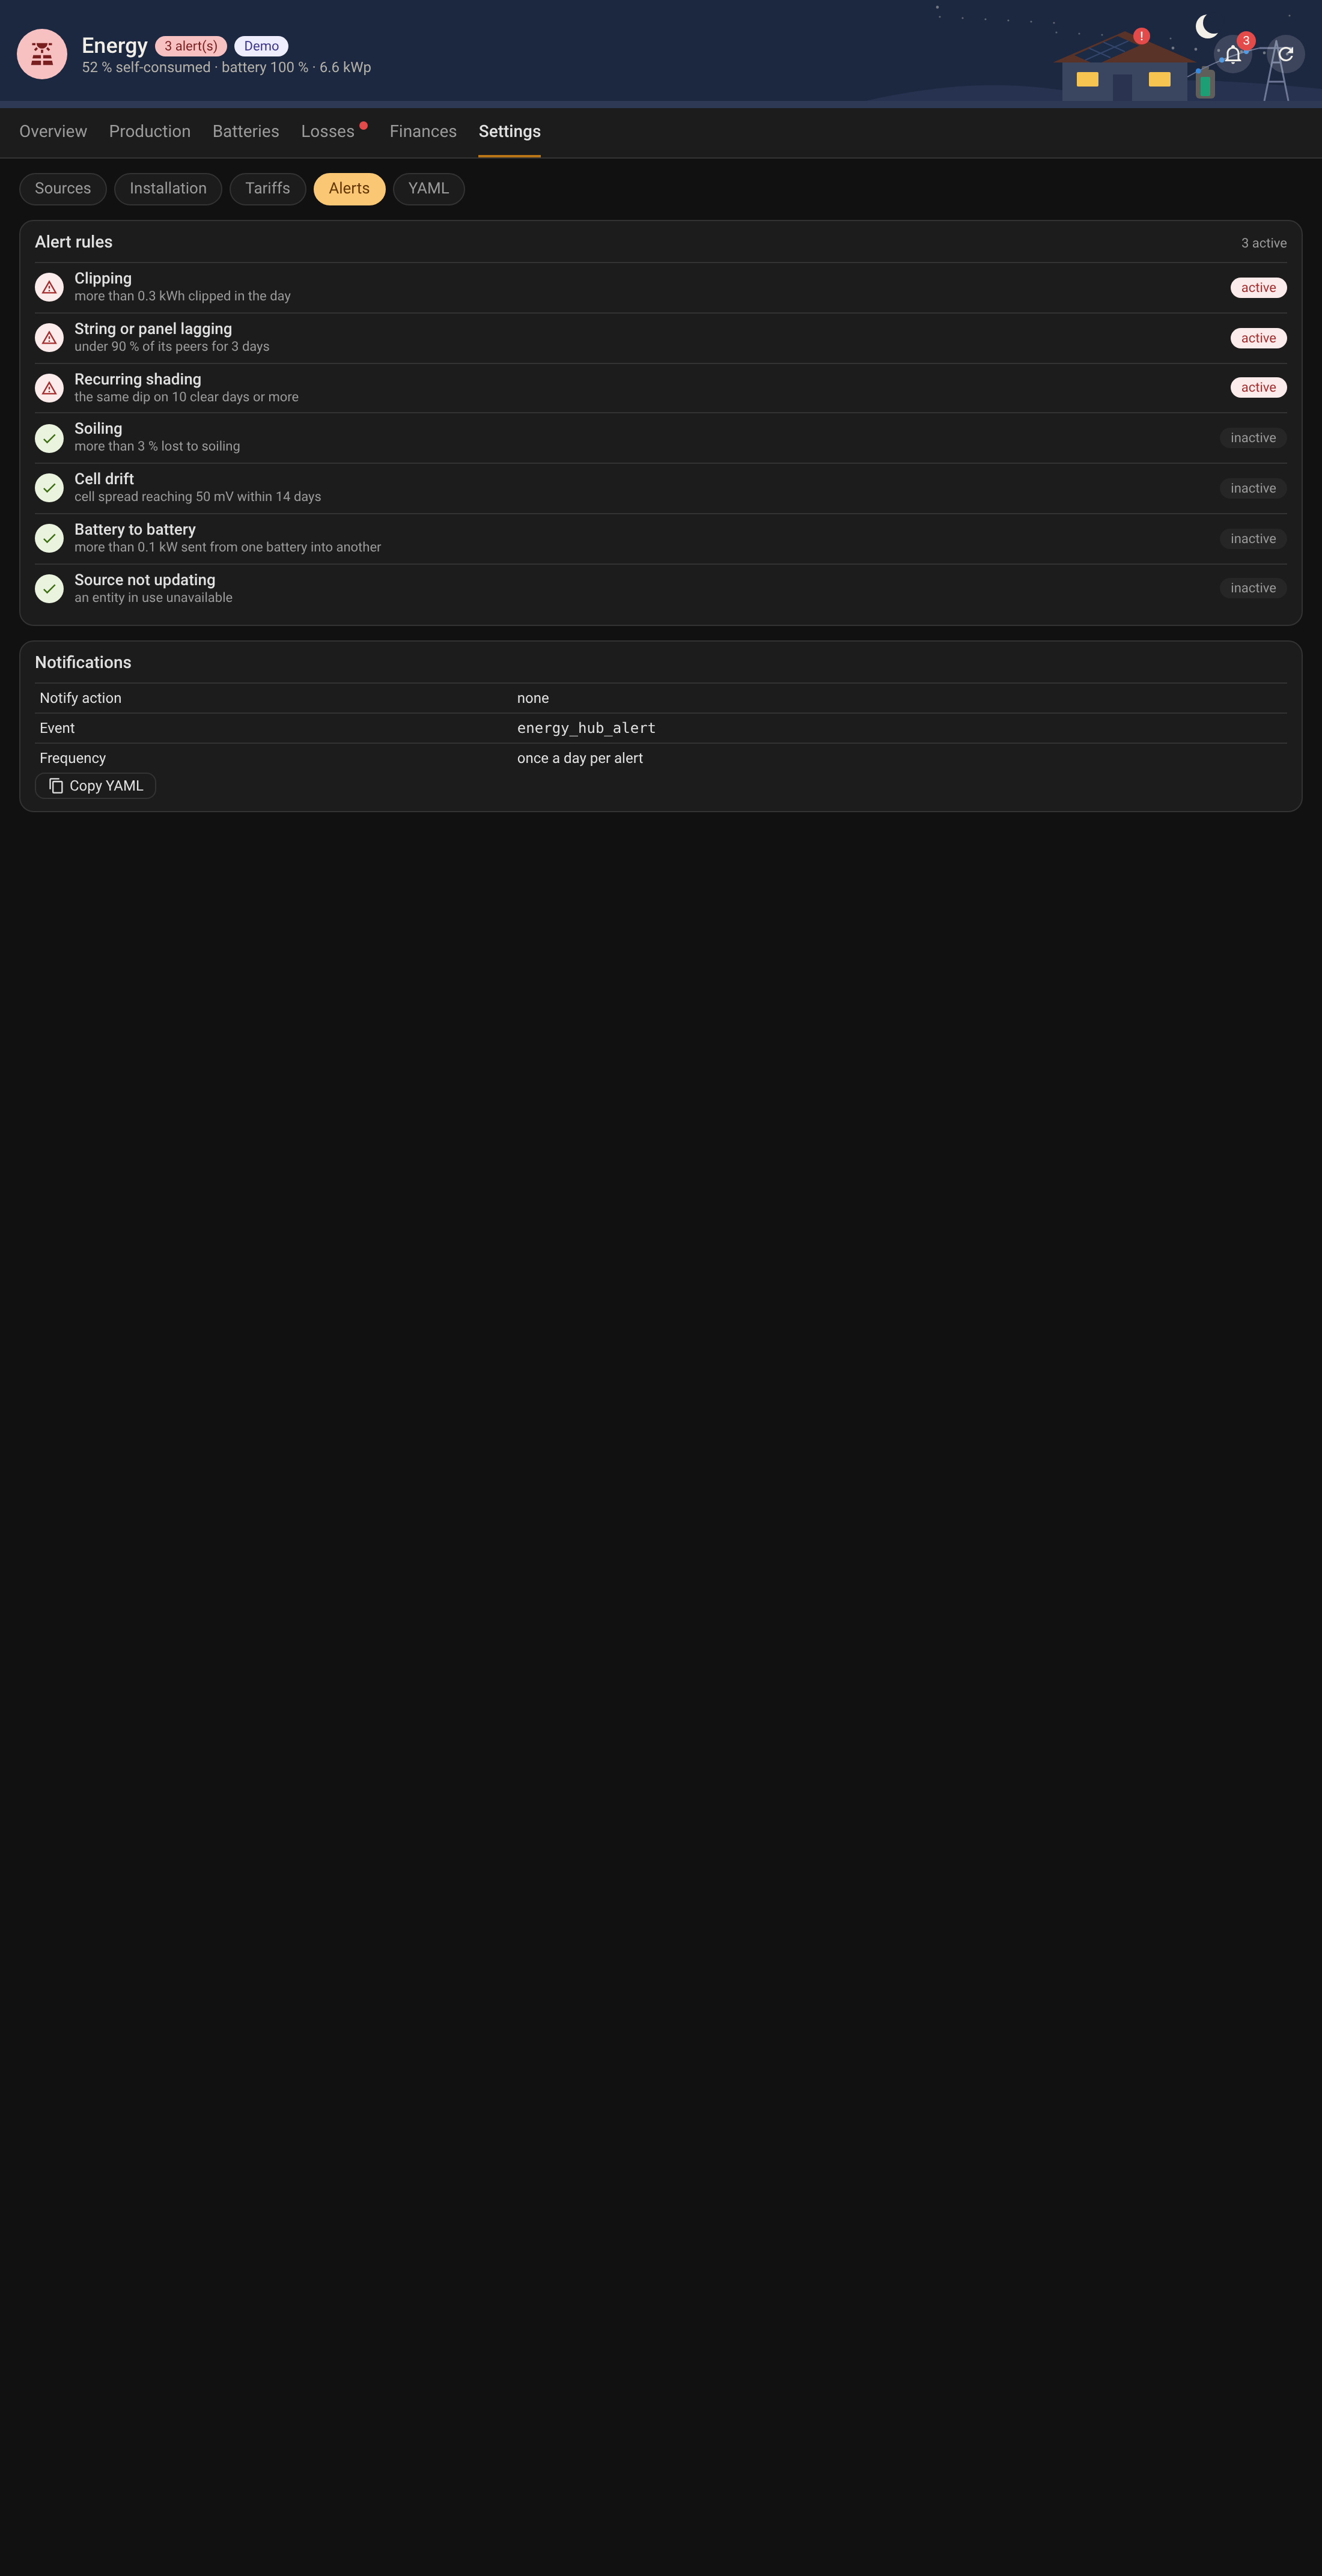 Energy 3 alert(s) Demo
52 % self-consumed · battery 100 % · 6.6 kWp
!
3
Overview Production Batteries Losses Finances Settings
Sources Installation Tariffs Alerts YAML
Alert rules 3 active
Clipping
more than 0.3 kWh clipped in the day
active
String or panel lagging
under 90 % of its peers for 3 days
active
Recurring shading
the same dip on 10 clear days or more
active
Soiling
more than 3 % lost to soiling
inactive
Cell drift
cell spread reaching 50 mV within 14 days
inactive
Battery to battery
more than 0.1 kW sent from one battery into another
inactive
Source not updating
an entity in use unavailable
inactive
Notifications
Notify action none
Event energy_hub_alert
Frequency once a day per alert
Copy YAML